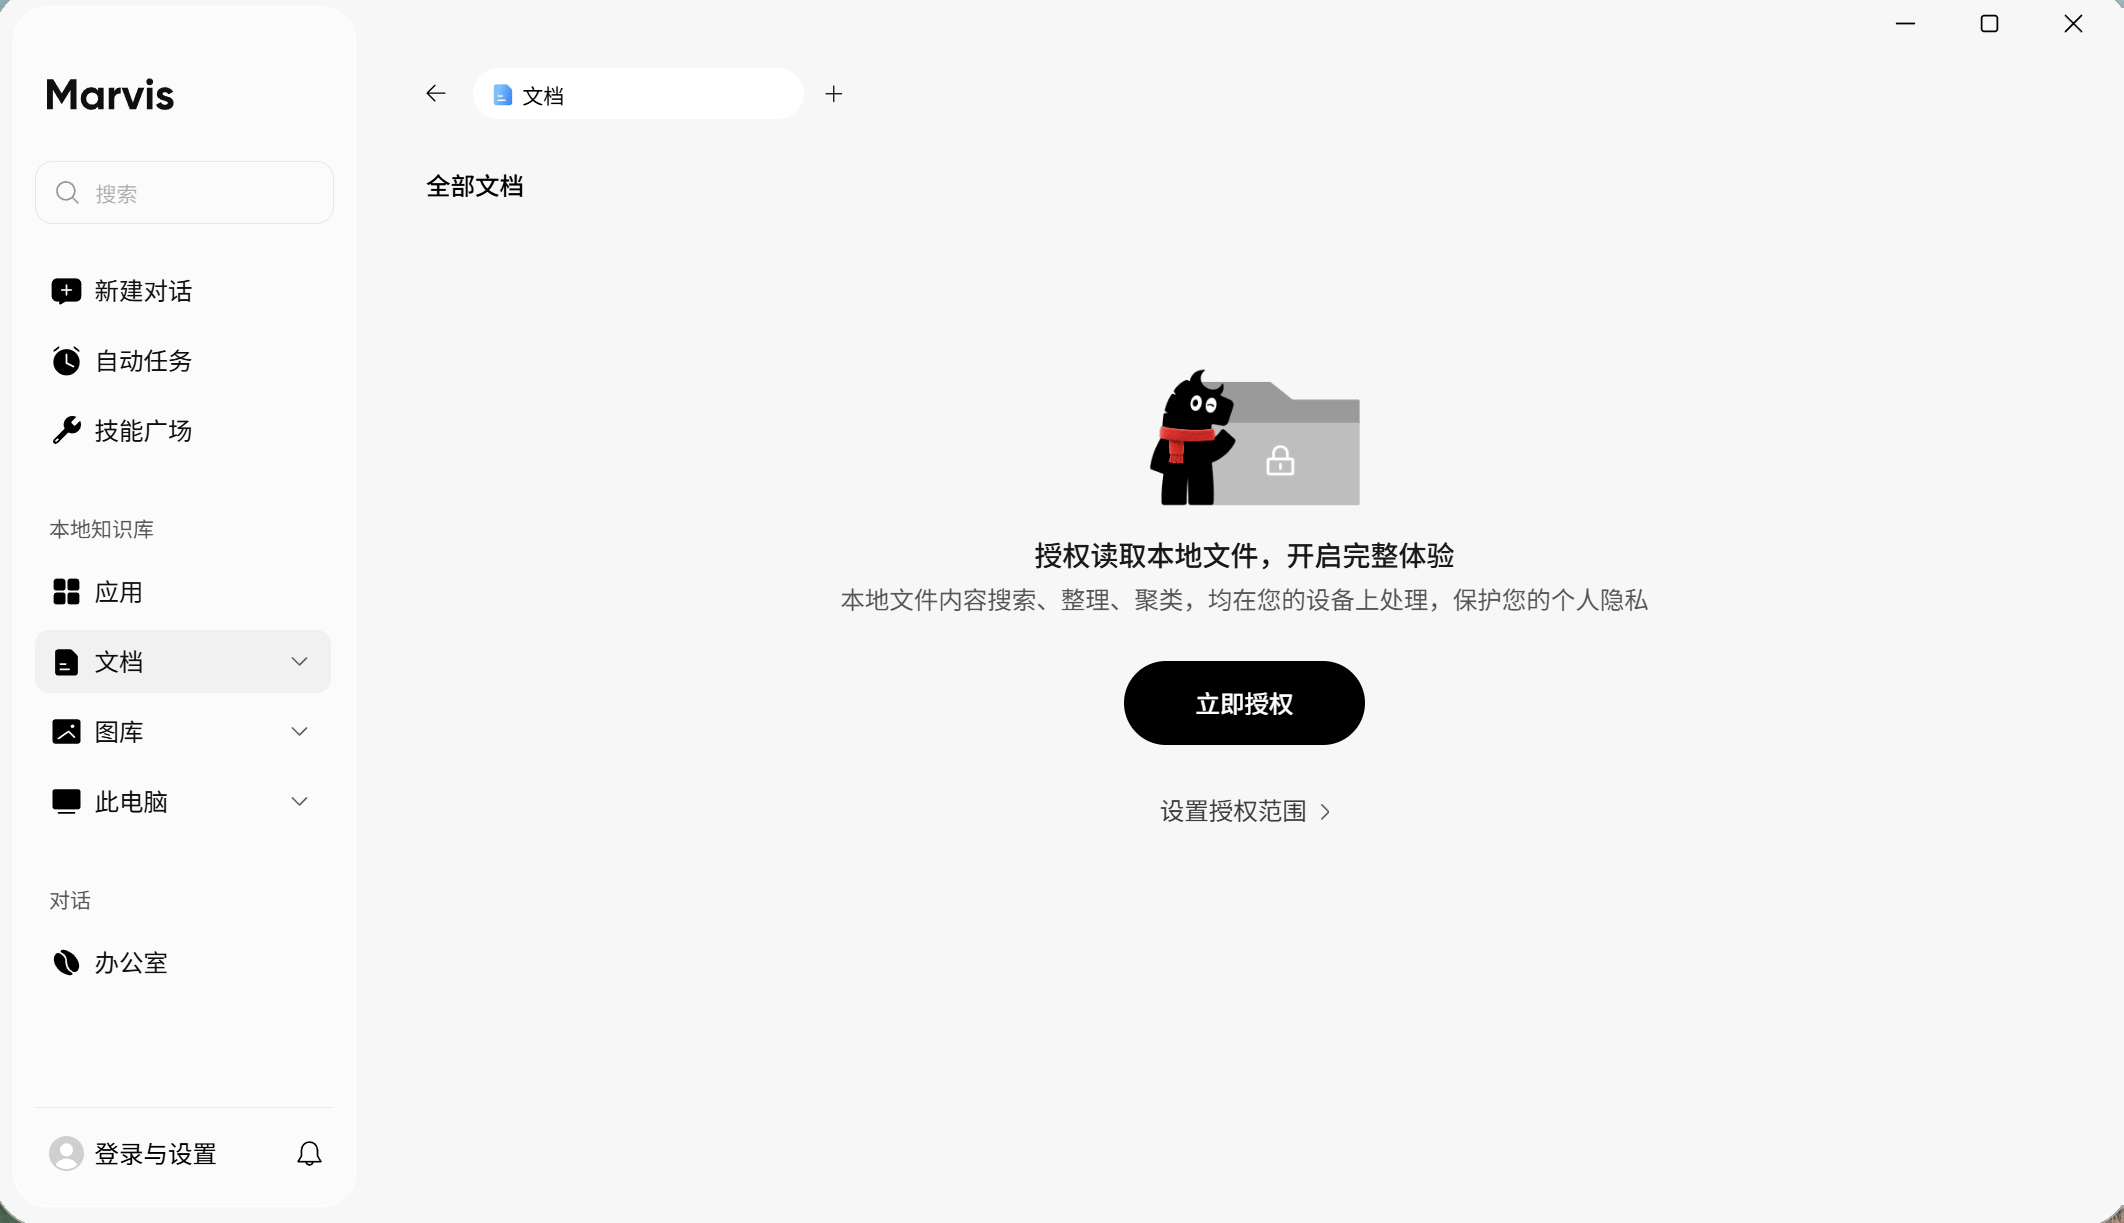 Marvis
搜索
新建对话
自动任务
技能广场
本地知识库
应用
文档
图库
此电脑
对话
办公室
登录与设置
文档
全部文档
授权读取本地文件，开启完整体验
本地文件内容搜索、整理、聚类，均在您的设备上处理，保护您的个人隐私
立即授权
设置授权范围